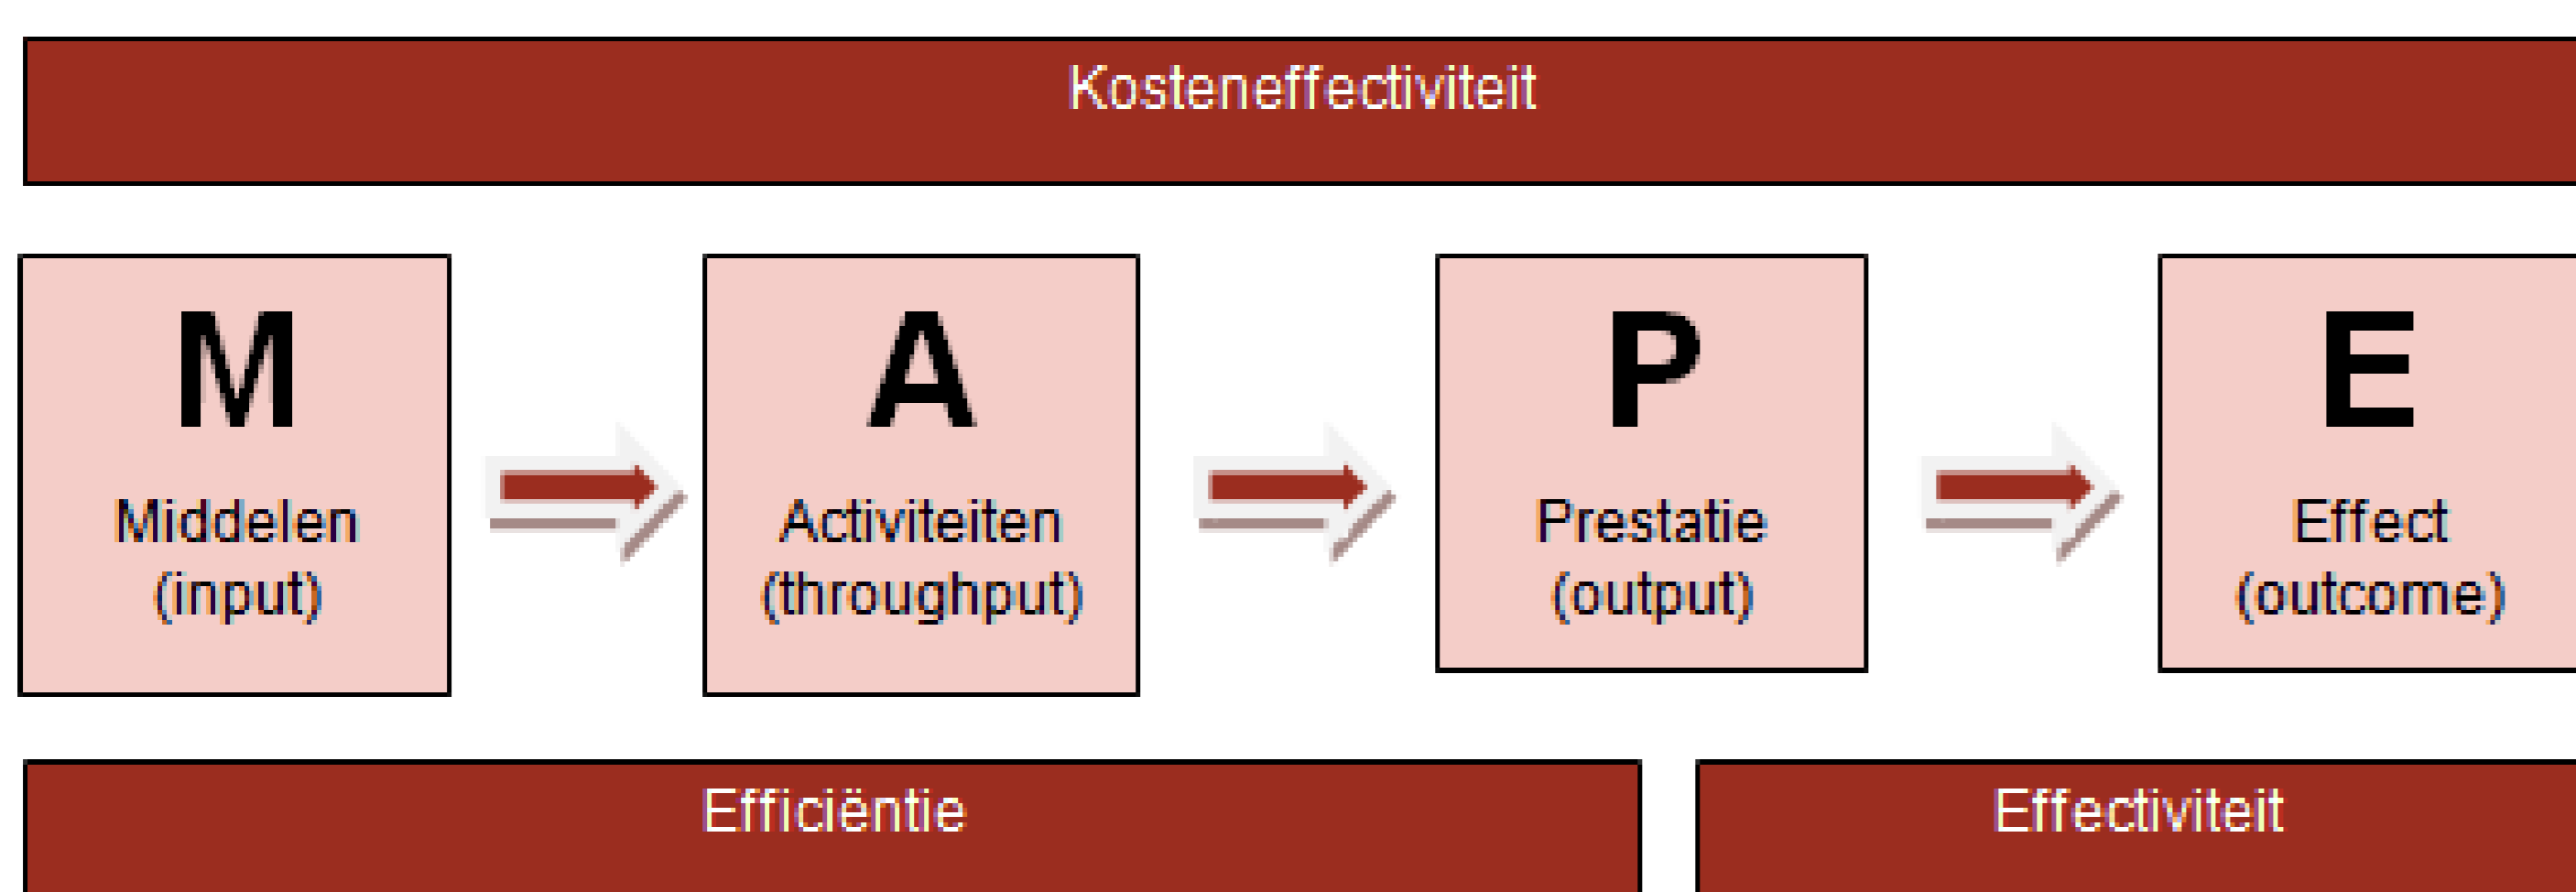 Kosteneffectiviteit
M
Middelen
(input)
A
Activiteiten
(throughput)
P
Prestatie
(output)
E
Effect
(outcome)
Efficiëntie
Effectiviteit